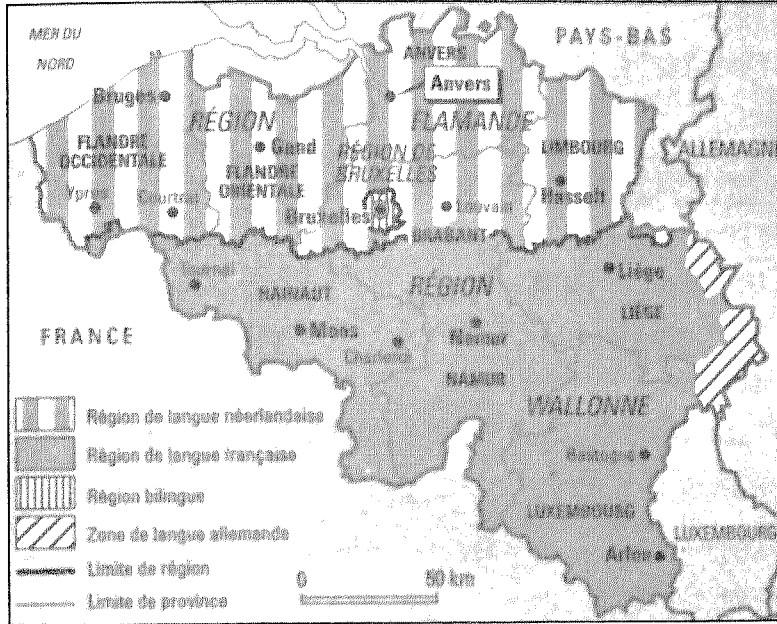 MER DU
NORD
PAYS-BAS
ANVERS
Anvers
Bruges
RÉGION
FLAMANDE
ALLEMAGNE
FLANDRE
OCCIDENTALE
Gand
LIMBOURG
RÉGION DE
BRUXELLES
FLANDRE
ORIENTALE
Ypres
Courtrai
Hasselt
Bruxelles
Louvain
BRABANT
Tournai
Liège
HAINAUT
RÉGION
LIÈGE
FRANCE
Mons
Charleroi
Namur
NAMUR
WALLONNE
Région de langue néerlandaise
Région de langue française
Bastogne
Région bilingue
LUXEMBOURG
Zone de langue allemande
LUXEMBOURG
Limite de région
0 50 km
Arlon
Limite de province